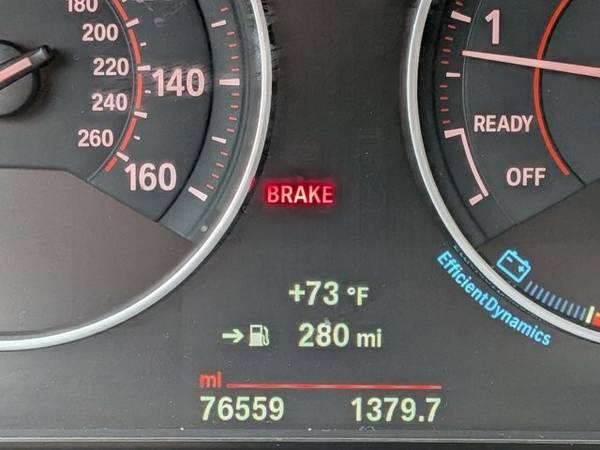 180
200
220
240
260
140
160
1
READY
OFF
BRAKE
EfficientDynamics
+73 °F
280 mi
mi
76559 1379.7